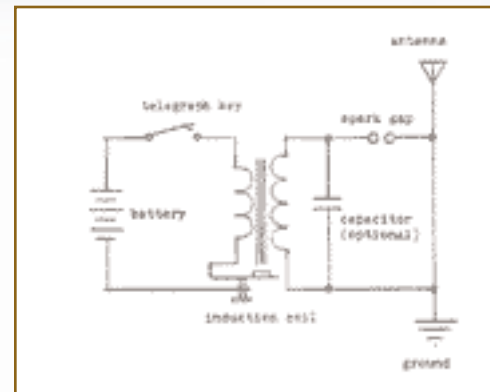 antenna
telegraph key
spark gap
battery
capacitor
(optional)
induction coil
ground